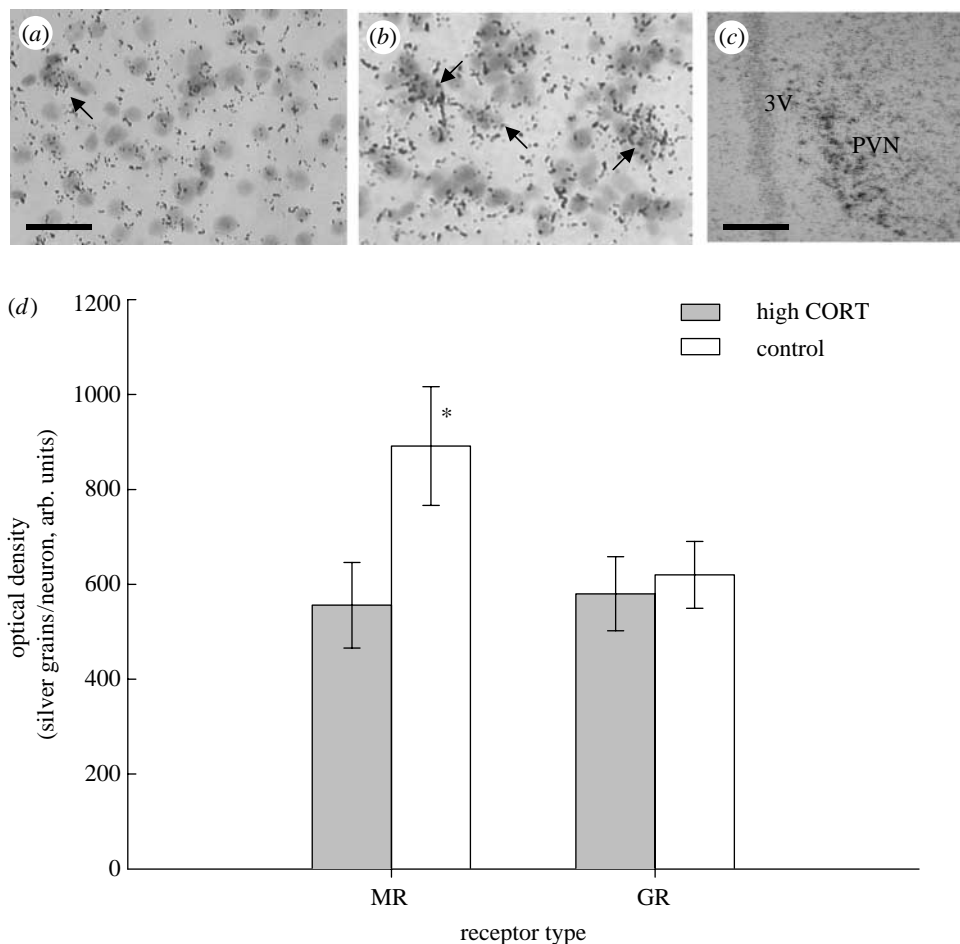 (a)
(b)
(c)
3V
PVN
(d)
1200
1000
800
600
400
200
0
optical density
(silver grains/neuron, arb. units)
high CORT
control
*
MR
GR
receptor type